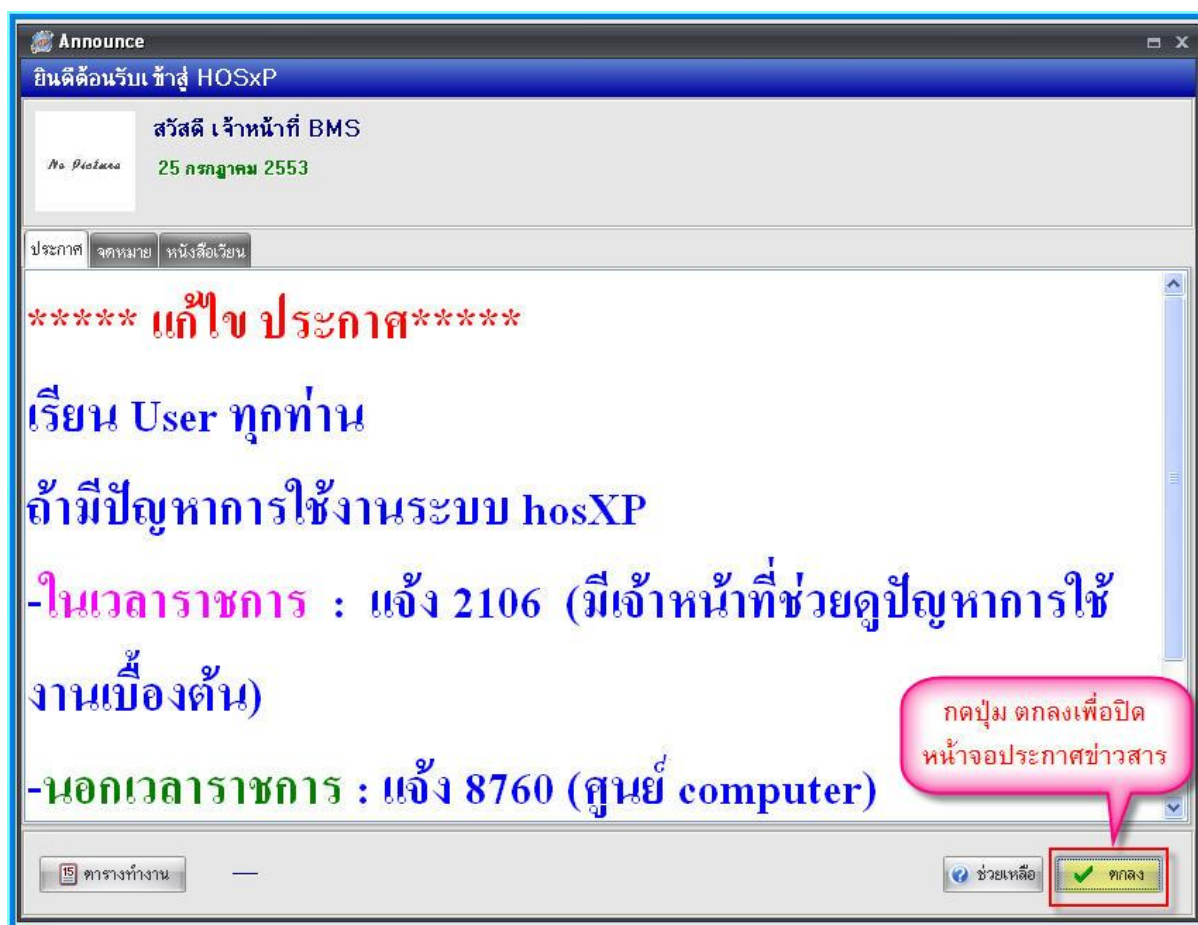 Announce
ยินดีต้อนรับเข้าสู่ HOSxP
สวัสดี เจ้าหน้าที่ BMS
No Picture
25 กรกฎาคม 2553
ประกาศ จดหมาย หนังสือเวียน
***** แก้ไข ประกาศ*****
เรียน User ทุกท่าน
ถ้ามีปัญหาการใช้งานระบบ hosXP
-ในเวลาราชการ : แจ้ง 2106 (มีเจ้าหน้าที่ช่วยดูปัญหาการใช้
งานเบื้องต้น)
-นอกเวลาราชการ : แจ้ง 8760 (ศูนย์ computer)
กดปุ่ม ตกลงเพื่อปิด
หน้าจอประกาศข่าวสาร
15 ตารางทำงาน
ช่วยเหลือ ตกลง